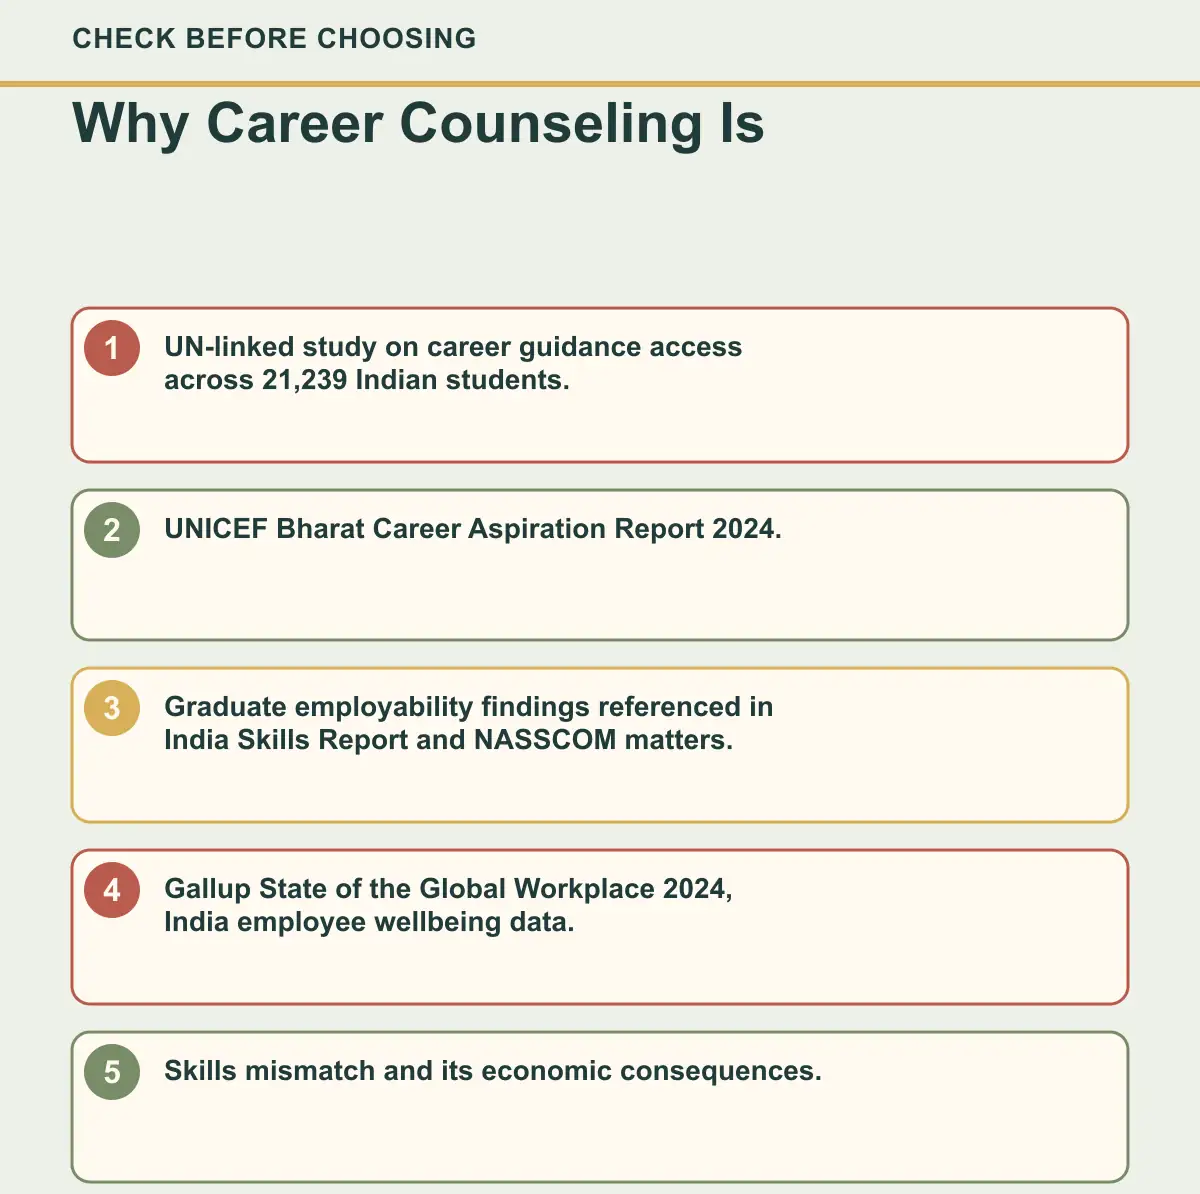 CHECK BEFORE CHOOSING
Why Career Counseling Is
1
UN-linked study on career guidance access
across 21,239 Indian students.
2
UNICEF Bharat Career Aspiration Report 2024.
3
Graduate employability findings referenced in
India Skills Report and NASSCOM matters.
4
Gallup State of the Global Workplace 2024,
India employee wellbeing data.
5
Skills mismatch and its economic consequences.